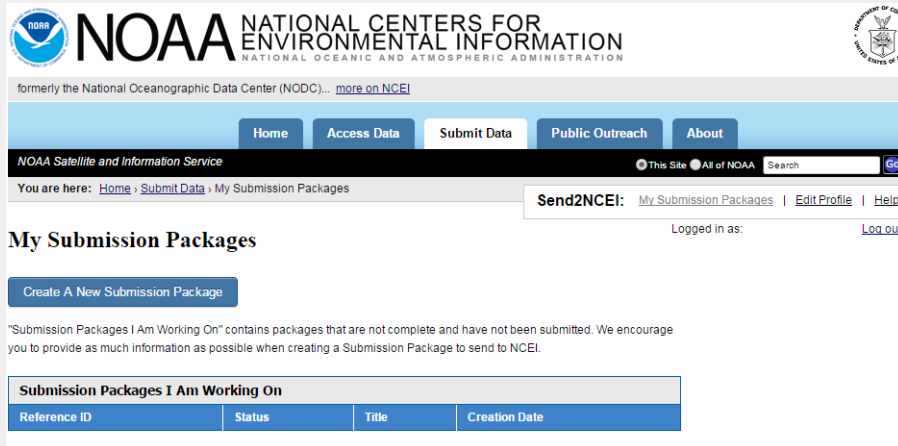 NOAA NATIONAL CENTERS FOR
ENVIRONMENTAL INFORMATION
NATIONAL OCEANIC AND ATMOSPHERIC ADMINISTRATION
formerly the National Oceanographic Data Center (NODC)... more on NCEI
Home Access Data Submit Data Public Outreach About
NOAA Satellite and Information Service This Site All of NOAA Search Go
You are here: Home › Submit Data › My Submission Packages
Send2NCEI: My Submission Packages | Edit Profile | Help
Logged in as: Log ou
My Submission Packages
Create A New Submission Package
"Submission Packages I Am Working On" contains packages that are not complete and have not been submitted. We encourage
you to provide as much information as possible when creating a Submission Package to send to NCEI.
Submission Packages I Am Working On
Reference ID Status Title Creation Date